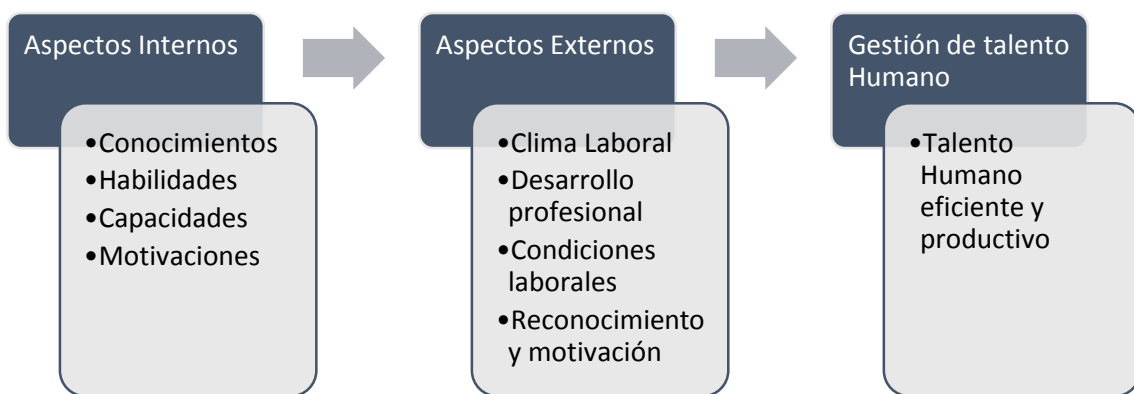 Aspectos Internos
•Conocimientos
•Habilidades
•Capacidades
•Motivaciones
Aspectos Externos
•Clima Laboral
•Desarrollo
profesional
•Condiciones
laborales
•Reconocimiento
y motivación
Gestión de talento
Humano
•Talento
Humano
eficiente y
productivo